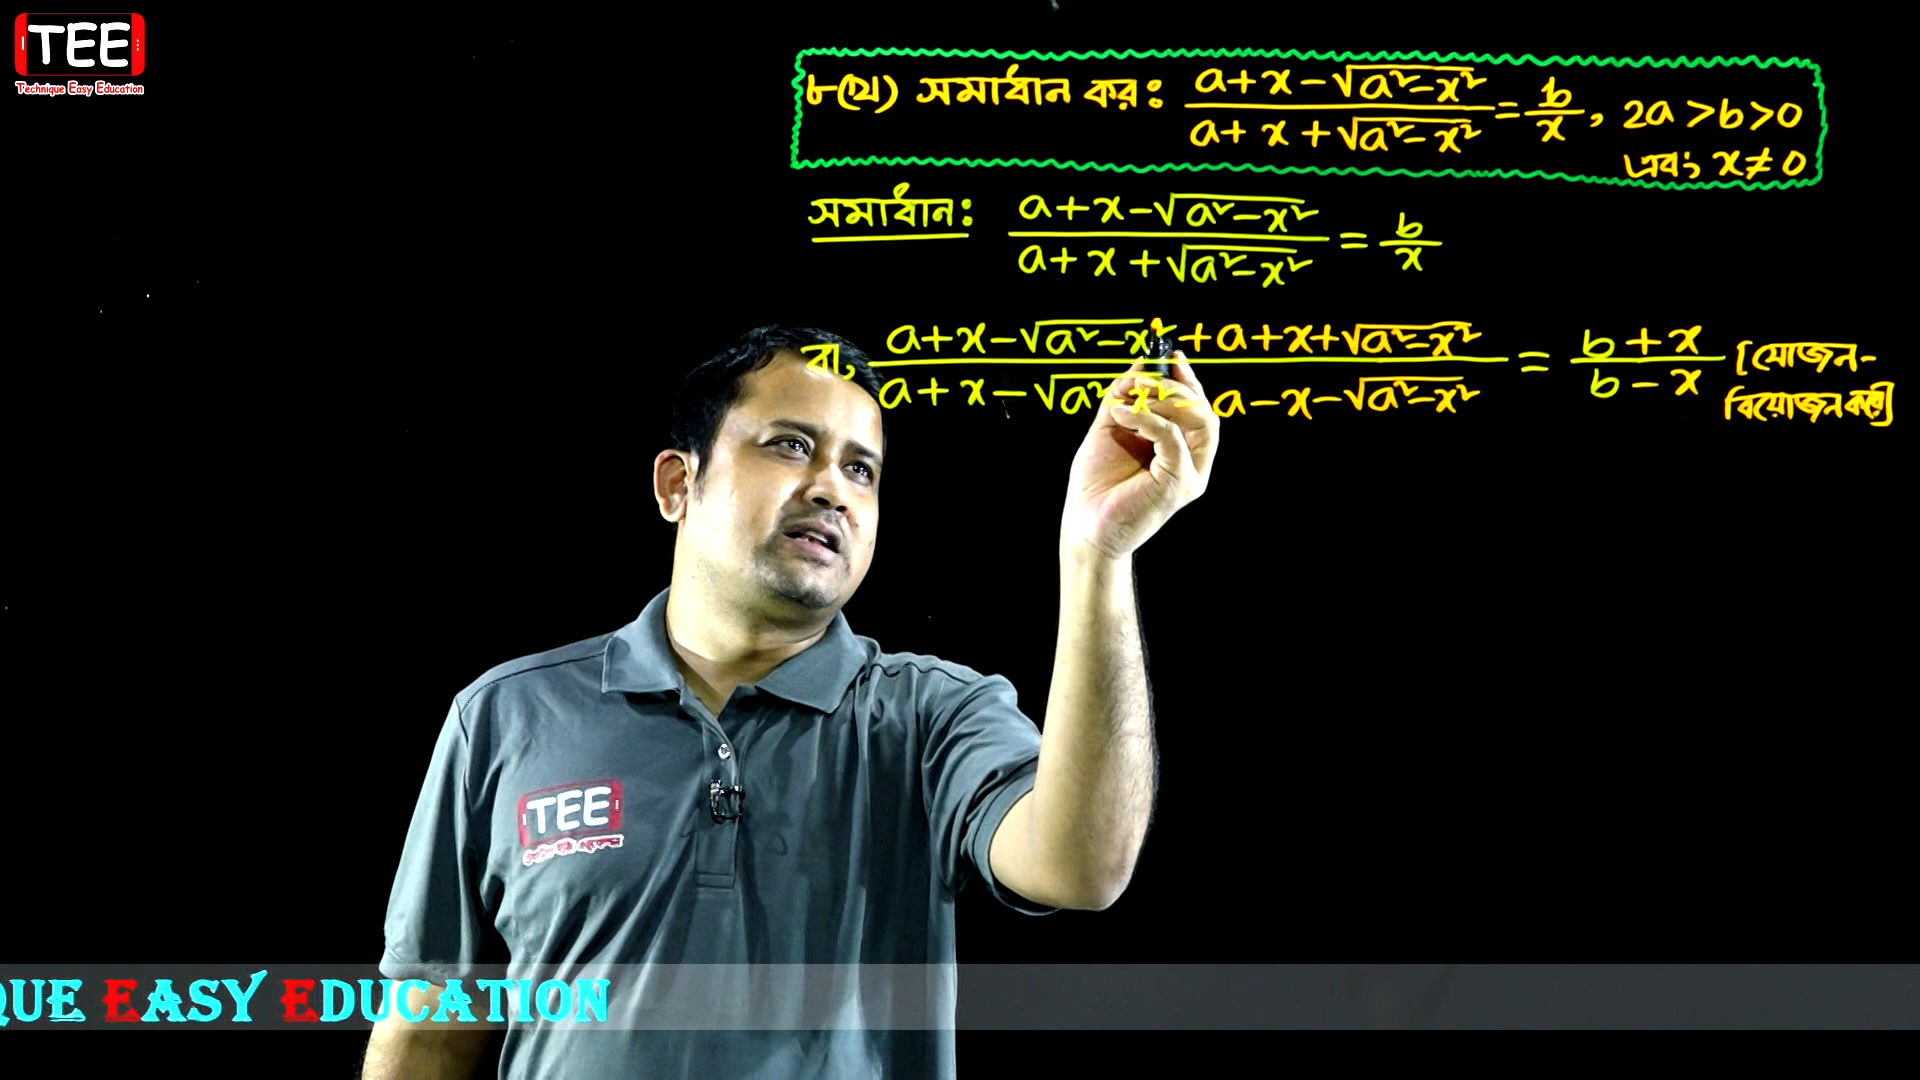 TEE
Technique Easy Education
৮(খ) সমাধান কর: (a+x-√(a²-x²))/(a+x+√(a²-x²)) = b/x, 2a>b>0
এবং x≠0
সমাধান: (a+x-√(a²-x²))/(a+x+√(a²-x²)) = b/x
বা, (a+x-√(a²-x²)+a+x+√(a²-x²))/(a+x-√(a²-x²)-a-x-√(a²-x²)) = (b+x)/(b-x) [যোজন-
বিয়োজন করে]
TEE
QUE EASY EDUCATION